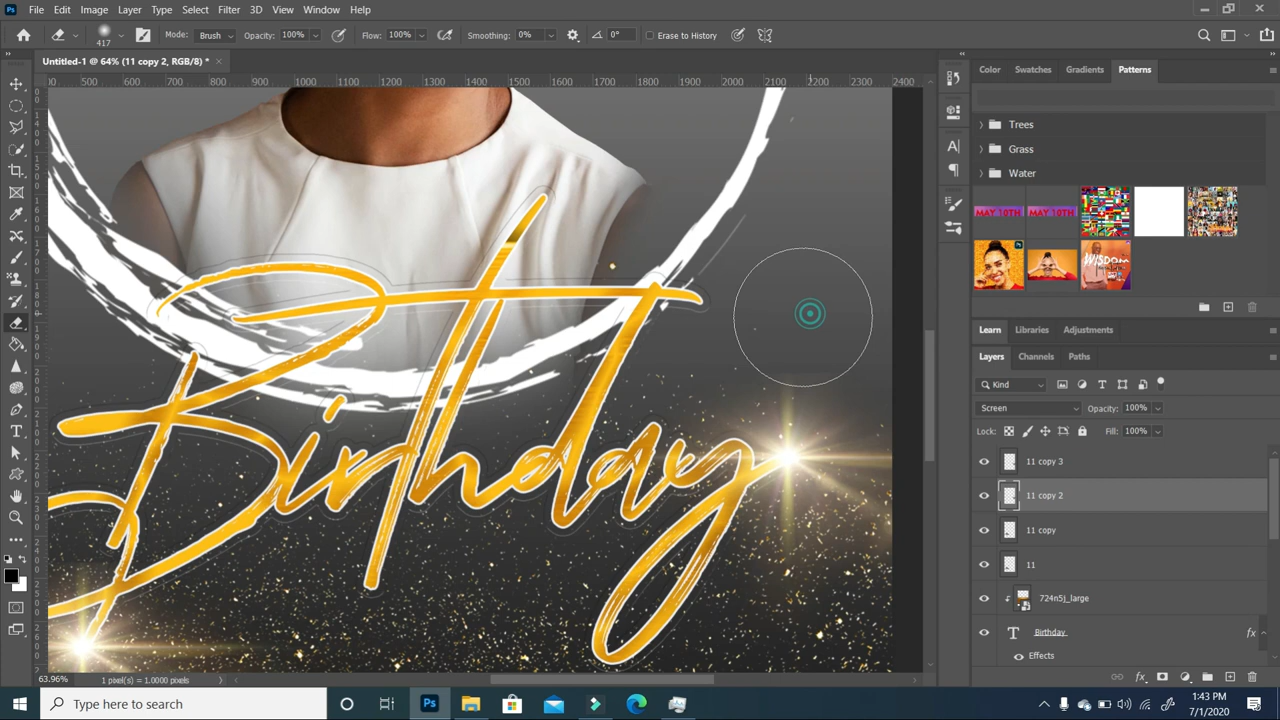 Ps File Edit Image Layer Type Select Filter 3D View Window Help
417 Mode: Brush Opacity: 100% Flow: 100% Smoothing: 0% 0° Erase to History
Untitled-1 @ 64% (11 copy 2, RGB/8) * ×
500 600 700 800 900 1000 1100 1200 1300 1400 1500 1600 1700 1800 1900 2000 2100 2200 2300 2400
Color Swatches Gradients Patterns
Trees
Grass
Water
MAY 10TH MAY 10TH
WISDOM
Learn Libraries Adjustments
Layers Channels Paths
Kind
Screen Opacity: 100%
Lock: Fill: 100%
11 copy 3
11 copy 2
11 copy
11
724n5j_large
T Birthday fx
Effects
Birthday
63.96% 1 pixel(s) = 1.0000 pixels
Type here to search
1:43 PM
7/1/2020